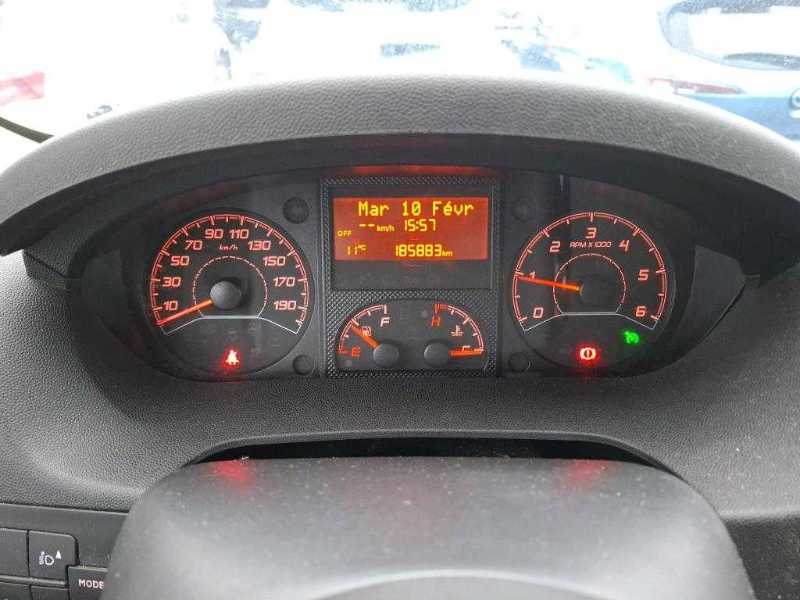 Mar 10 Févr
--km/h 15:57
OFF
11°C 185883km
10 30 50 70 90 110 130 150 170 190
km/h
0 1 2 3 4 5 6
RPM X 1000
E F
H C
MODE